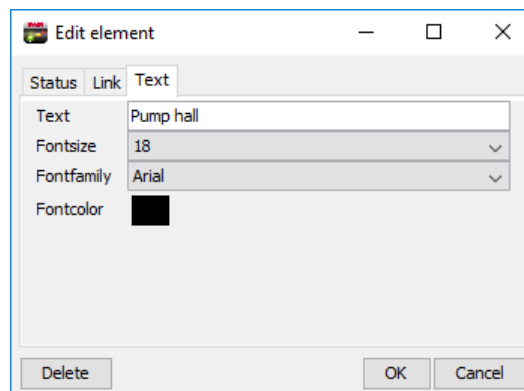 Edit element
Status Link Text
Text Pump hall
Fontsize 18
Fontfamily Arial
Fontcolor
Delete OK Cancel